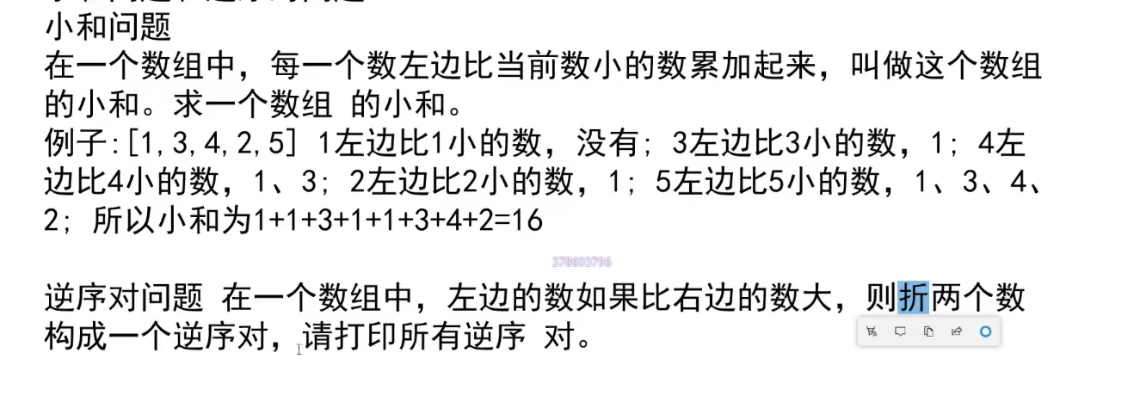 小和问题
在一个数组中，每一个数左边比当前数小的数累加起来，叫做这个数组
的小和。求一个数组 的小和。
例子:[1,3,4,2,5] 1左边比1小的数，没有; 3左边比3小的数，1; 4左
边比4小的数，1、3; 2左边比2小的数，1; 5左边比5小的数，1、3、4、
2; 所以小和为1+1+3+1+1+3+4+2=16
378803796
逆序对问题 在一个数组中，左边的数如果比右边的数大，则折两个数
构成一个逆序对，请打印所有逆序 对。